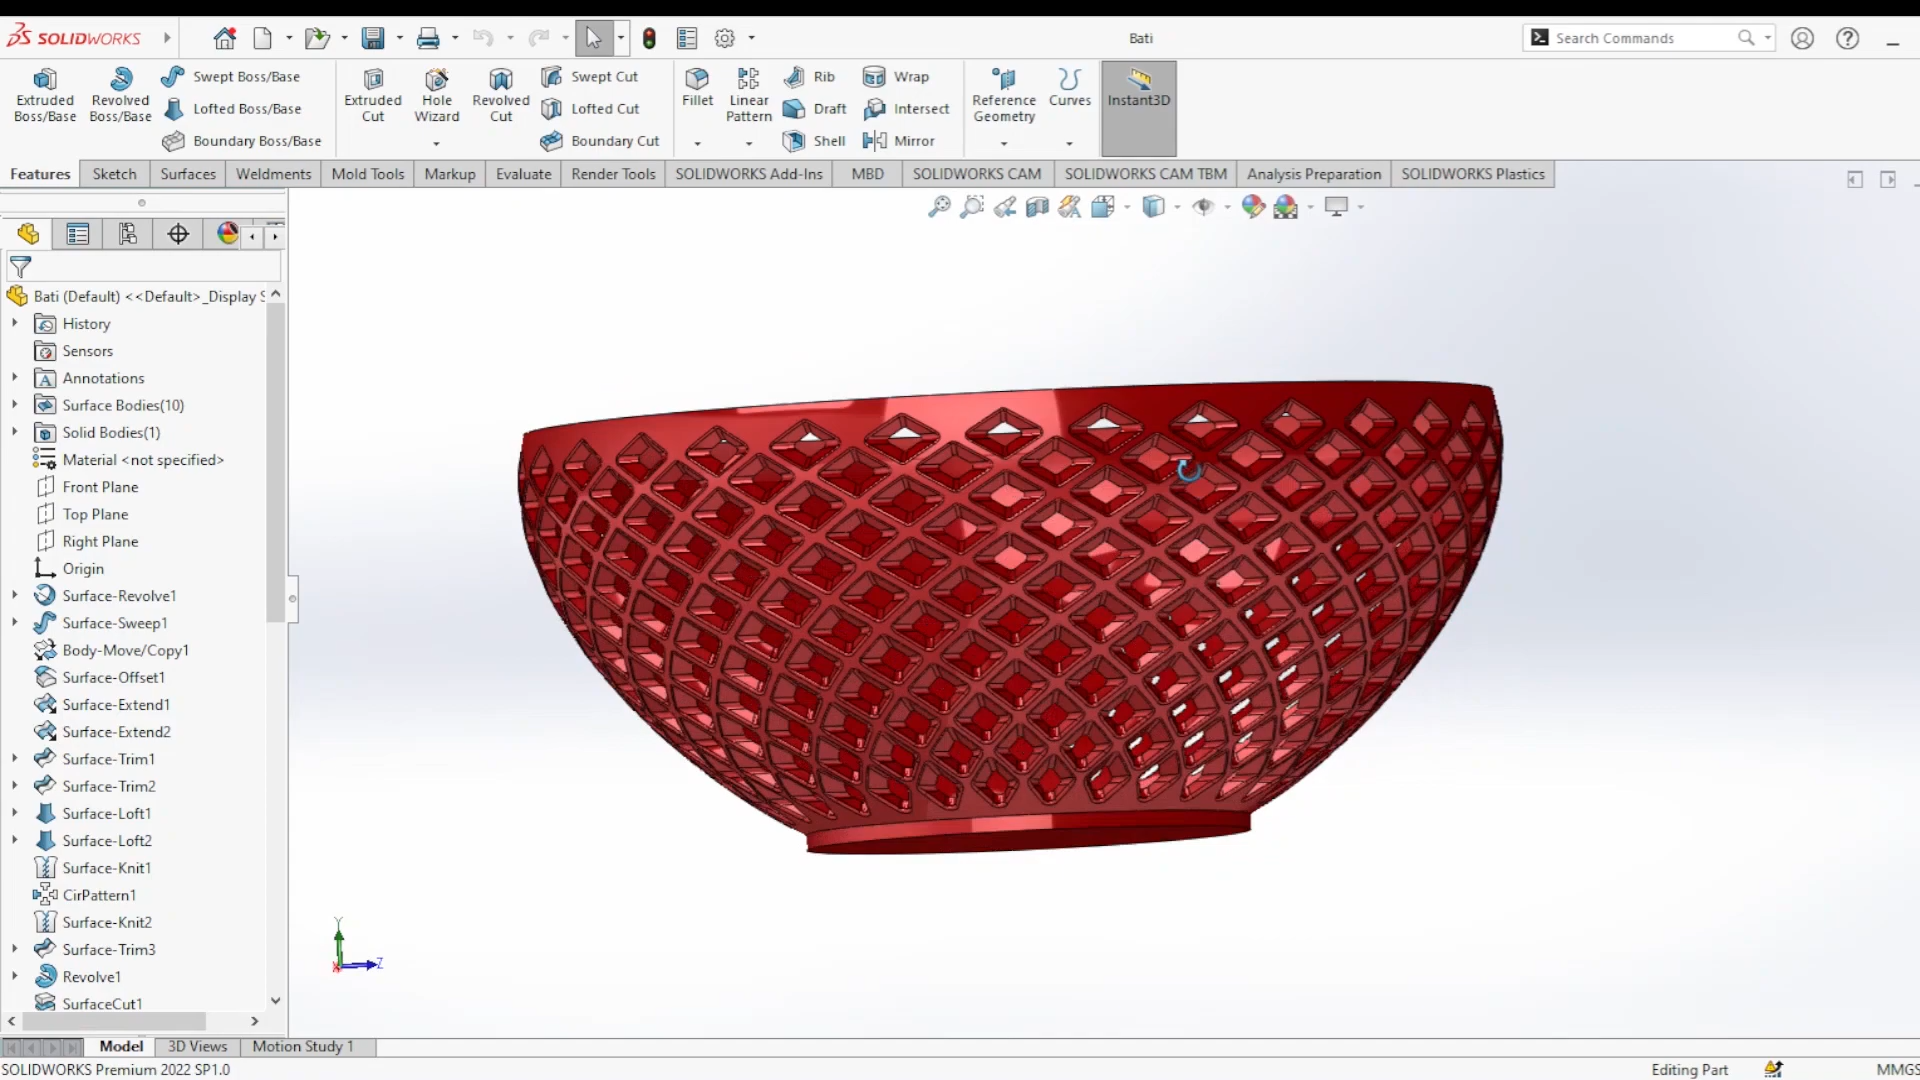 SOLIDWORKS
Bati
Search Commands
Extruded Boss/Base
Revolved Boss/Base
Swept Boss/Base
Lofted Boss/Base
Boundary Boss/Base
Extruded Cut
Hole Wizard
Revolved Cut
Swept Cut
Lofted Cut
Boundary Cut
Fillet
Linear Pattern
Rib
Draft
Shell
Wrap
Intersect
Mirror
Reference Geometry
Curves
Instant3D
Features
Sketch
Surfaces
Weldments
Mold Tools
Markup
Evaluate
Render Tools
SOLIDWORKS Add-Ins
MBD
SOLIDWORKS CAM
SOLIDWORKS CAM TBM
Analysis Preparation
SOLIDWORKS Plastics
Bati (Default) <<Default>_Display
History
Sensors
Annotations
Surface Bodies(10)
Solid Bodies(1)
Material <not specified>
Front Plane
Top Plane
Right Plane
Origin
Surface-Revolve1
Surface-Sweep1
Body-Move/Copy1
Surface-Offset1
Surface-Extend1
Surface-Extend2
Surface-Trim1
Surface-Trim2
Surface-Loft1
Surface-Loft2
Surface-Knit1
CirPattern1
Surface-Knit2
Surface-Trim3
Revolve1
SurfaceCut1
Y
X
Z
Model
3D Views
Motion Study 1
SOLIDWORKS Premium 2022 SP1.0
Editing Part
MMGS